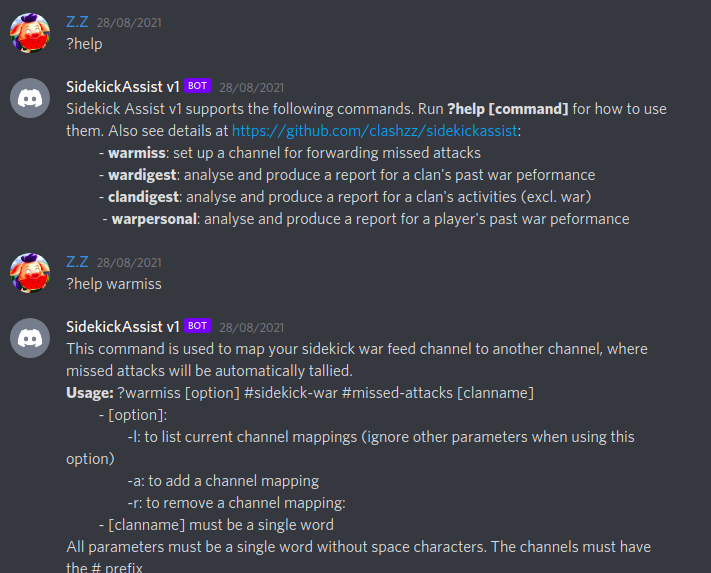 Z.Z 28/08/2021
?help
SidekickAssist v1 BOT 28/08/2021
Sidekick Assist v1 supports the following commands. Run ?help [command] for how to use
them. Also see details at https://github.com/clashzz/sidekickassist:
- warmiss: set up a channel for forwarding missed attacks
- wardigest: analyse and produce a report for a clan's past war peformance
- clandigest: analyse and produce a report for a clan's activities (excl. war)
- warpersonal: analyse and produce a report for a player's past war peformance
Z.Z 28/08/2021
?help warmiss
SidekickAssist v1 BOT 28/08/2021
This command is used to map your sidekick war feed channel to another channel, where
missed attacks will be automatically tallied.
Usage: ?warmiss [option] #sidekick-war #missed-attacks [clanname]
- [option]:
-l: to list current channel mappings (ignore other parameters when using this
option)
-a: to add a channel mapping
-r: to remove a channel mapping:
- [clanname] must be a single word
All parameters must be a single word without space characters. The channels must have
the # prefix